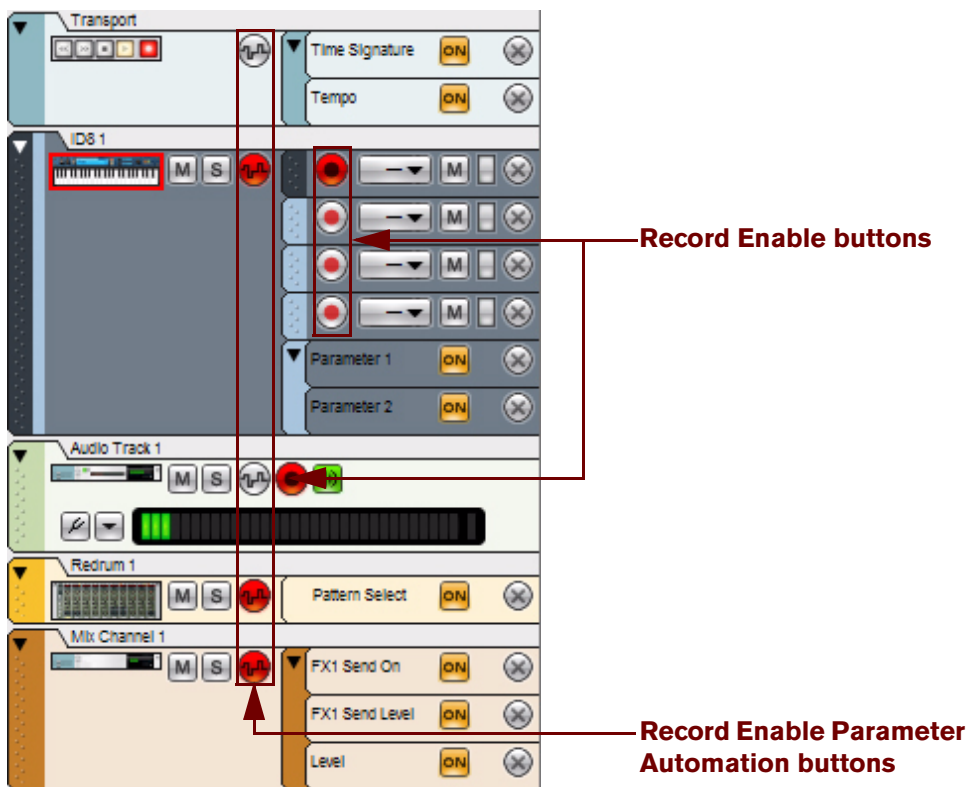 Transport
Time Signature ON
Tempo ON
ID8 1
M S M
M
M
M
Parameter 1 ON
Parameter 2 ON
Audio Track 1
M S
Redrum 1
M S Pattern Select ON
Mix Channel 1
M S FX1 Send On ON
FX1 Send Level ON
Level ON
Record Enable buttons
Record Enable Parameter
Automation buttons